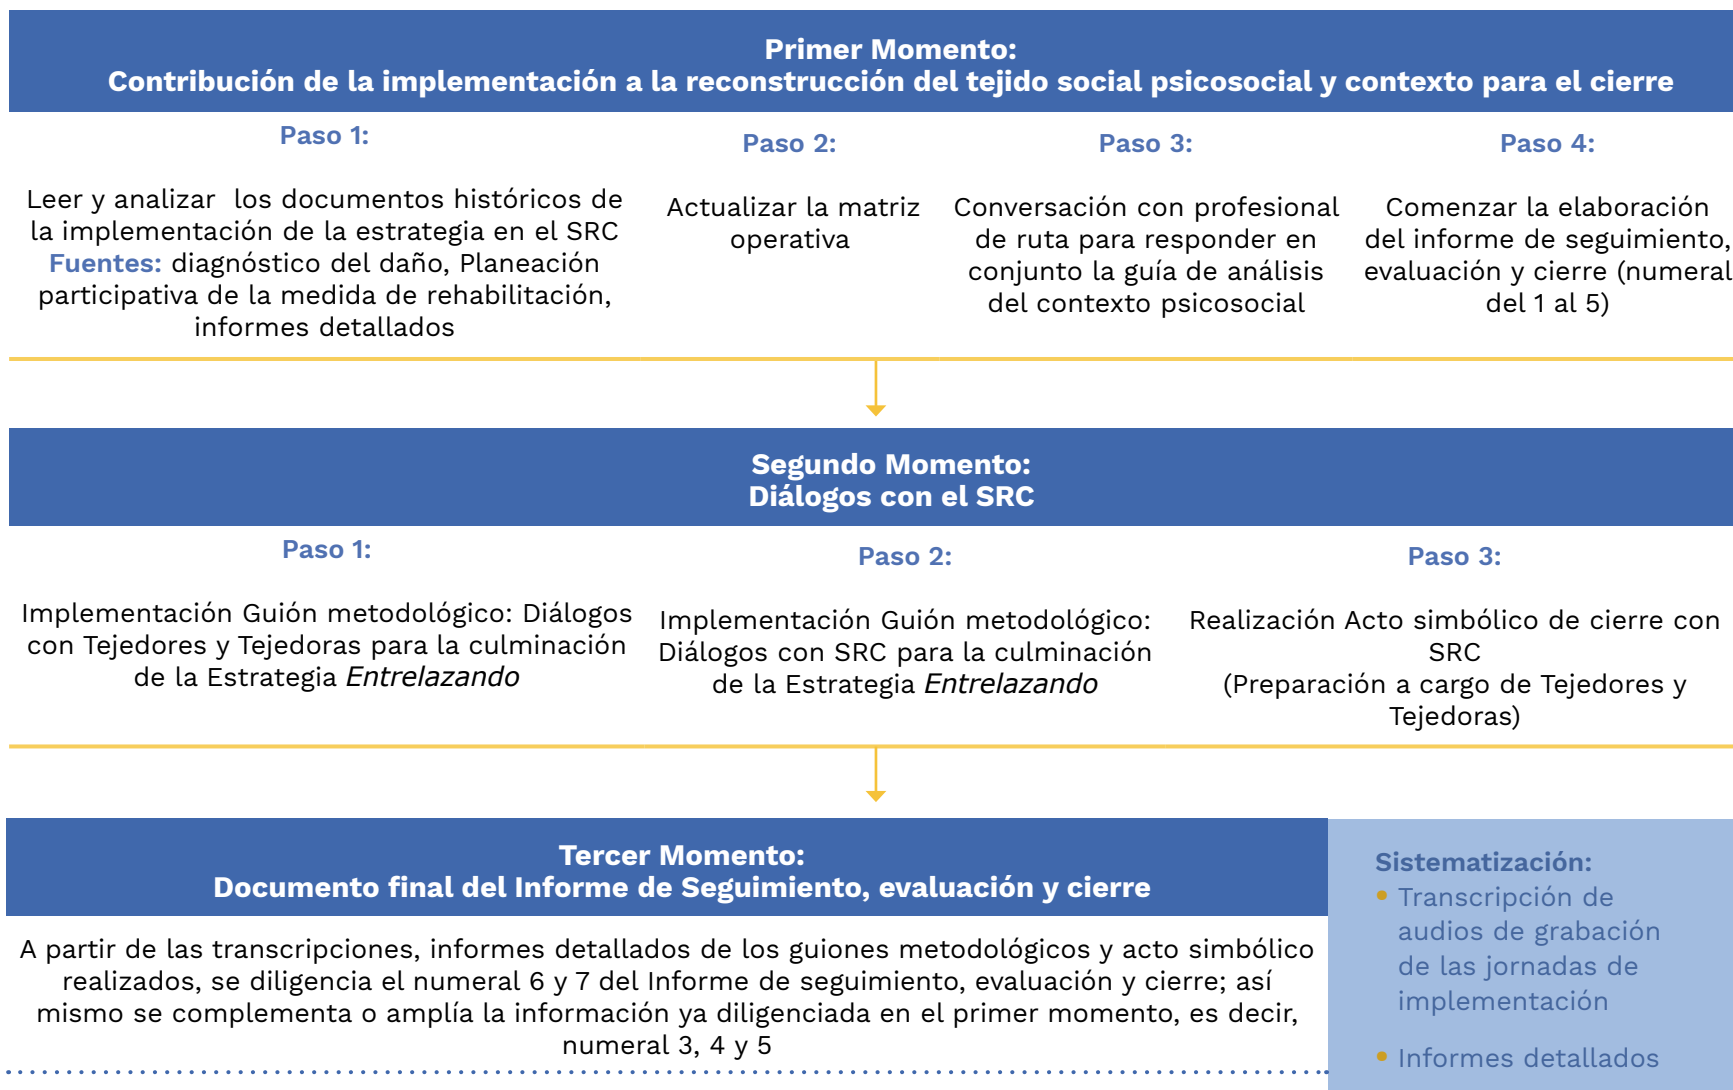 Primer Momento:
Contribución de la implementación a la reconstrucción del tejido social psicosocial y contexto para el cierre
Paso 1:
Leer y analizar los documentos históricos de
la implementación de la estrategia en el SRC
Fuentes: diagnóstico del daño, Planeación
participativa de la medida de rehabilitación,
informes detallados
Paso 2:
Actualizar la matriz
operativa
Paso 3:
Conversación con profesional
de ruta para responder en
conjunto la guía de análisis
del contexto psicosocial
Paso 4:
Comenzar la elaboración
del informe de seguimiento,
evaluación y cierre (numeral
del 1 al 5)
Segundo Momento:
Diálogos con el SRC
Paso 1:
Implementación Guión metodológico: Diálogos
con Tejedores y Tejedoras para la culminación
de la Estrategia Entrelazando
Paso 2:
Implementación Guión metodológico:
Diálogos con SRC para la culminación
de la Estrategia Entrelazando
Paso 3:
Realización Acto simbólico de cierre con
SRC
(Preparación a cargo de Tejedores y
Tejedoras)
Tercer Momento:
Documento final del Informe de Seguimiento, evaluación y cierre
A partir de las transcripciones, informes detallados de los guiones metodológicos y acto simbólico
realizados, se diligencia el numeral 6 y 7 del Informe de seguimiento, evaluación y cierre; así
mismo se complementa o amplía la información ya diligenciada en el primer momento, es decir,
numeral 3, 4 y 5
Sistematización:
• Transcripción de
audios de grabación
de las jornadas de
implementación
• Informes detallados